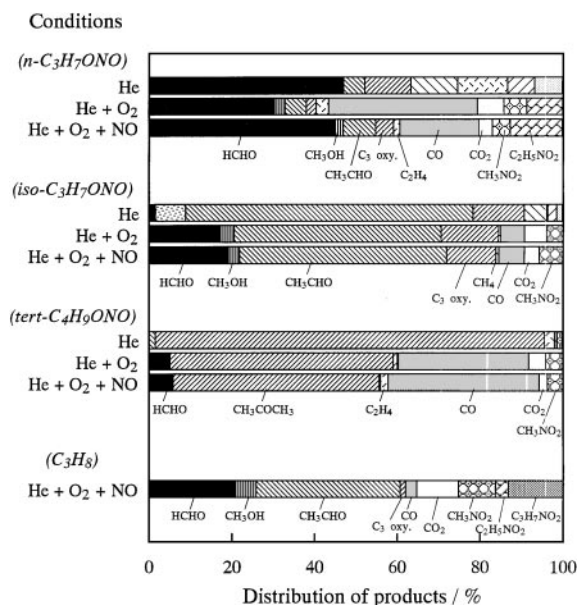 Conditions
(n-C₃H₇ONO)
He
He + O₂
He + O₂ + NO
HCHO CH₃OH C₃ oxy. CO CO₂ C₂H₅NO₂
CH₃CHO C₂H₄ CH₃NO₂
(iso-C₃H₇ONO)
He
He + O₂
He + O₂ + NO
HCHO CH₃OH CH₃CHO CH₄ CO₂
C₃ oxy. CO CH₃NO₂
(tert-C₄H₉ONO)
He
He + O₂
He + O₂ + NO
HCHO CH₃COCH₃ C₂H₄ CO CO₂
CH₃NO₂
(C₃H₈)
He + O₂ + NO
HCHO CH₃OH CH₃CHO CO CH₃NO₂ C₃H₇NO₂
C₃ oxy. CO₂ C₂H₅NO₂
0 20 40 60 80 100
Distribution of products / %